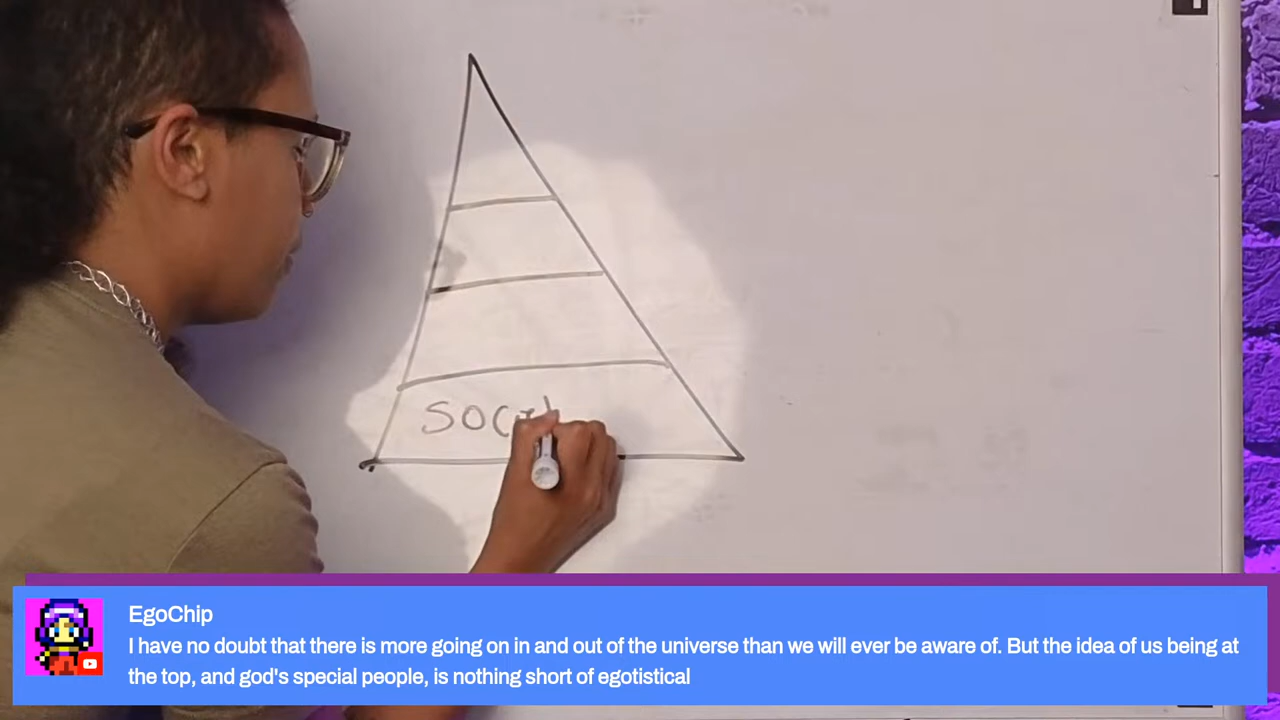 EgoChip
I have no doubt that there is more going on in and out of the universe than we will ever be aware of. But the idea of us being at
the top, and god's special people, is nothing short of egotistical